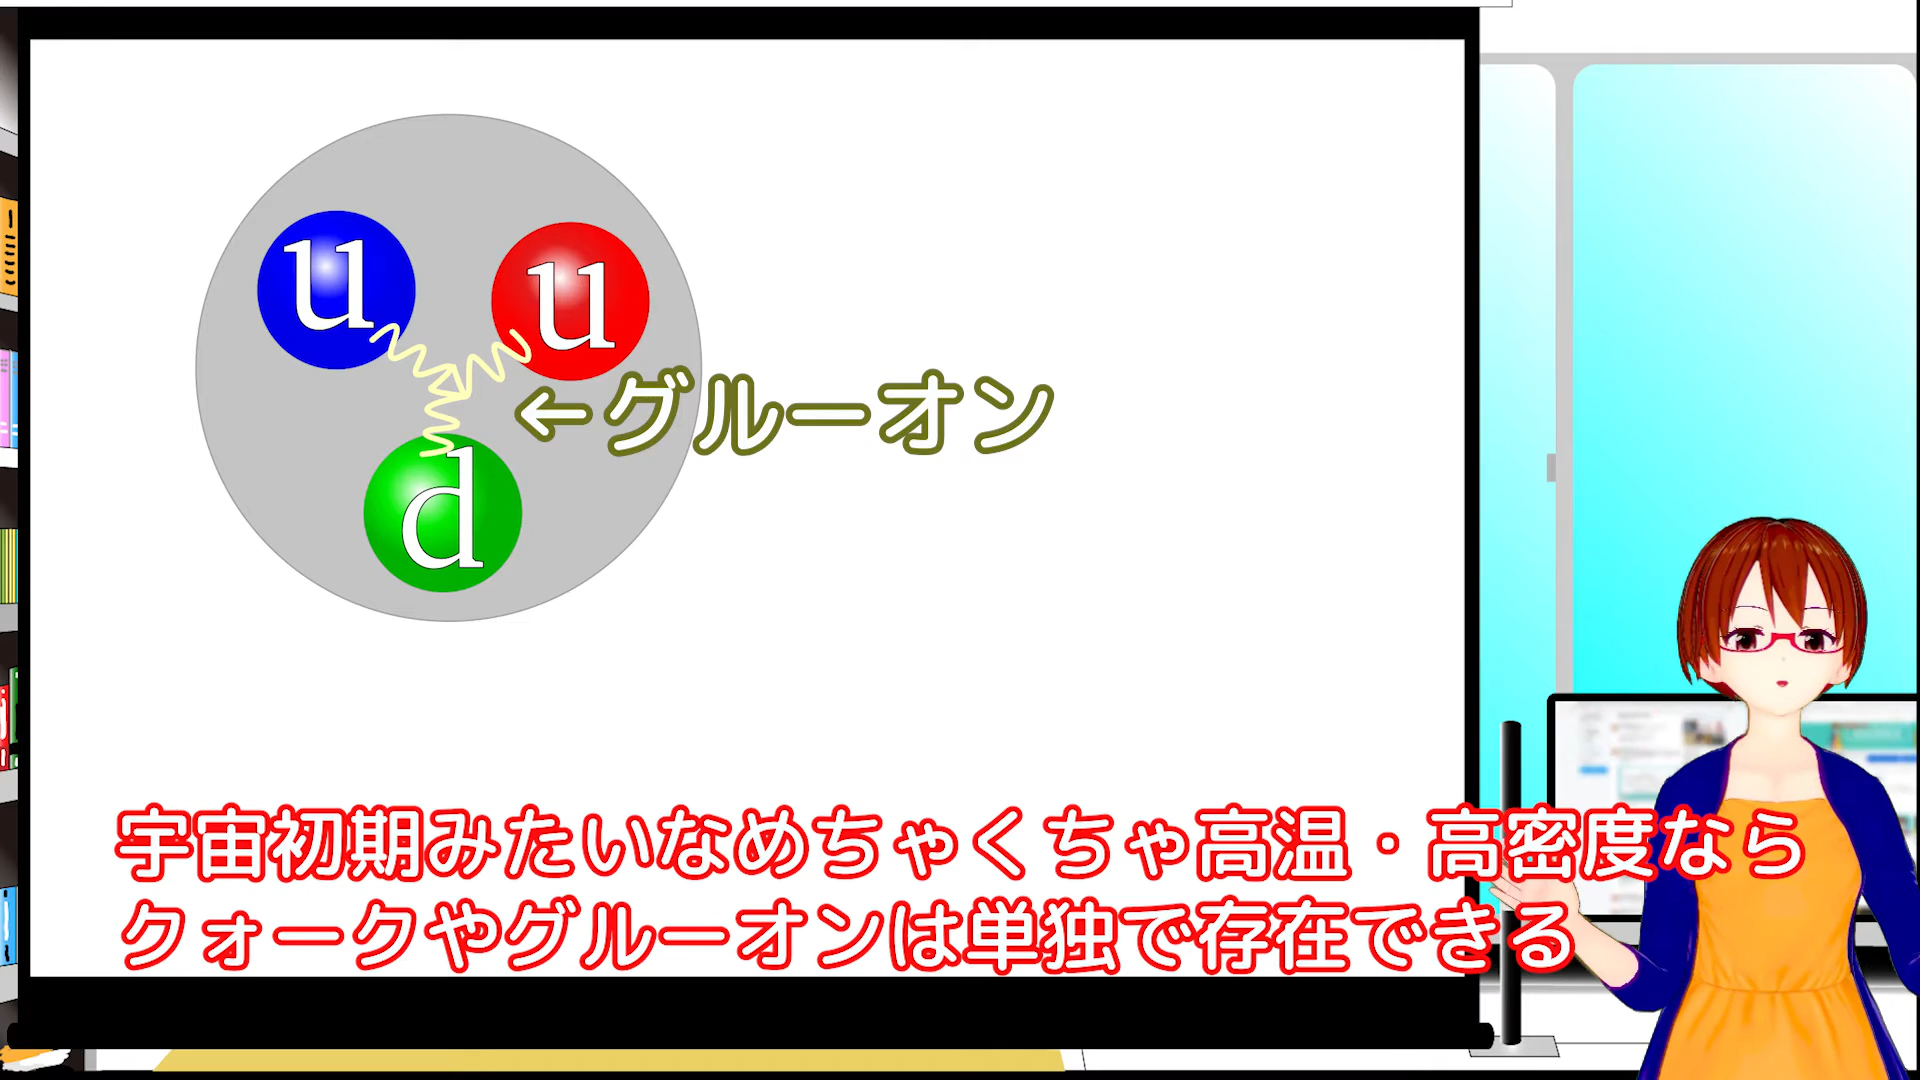 u
u
←グルーオン
d
宇宙初期みたいなめちゃくちゃ高温・高密度なら
クォークやグルーオンは単独で存在できる